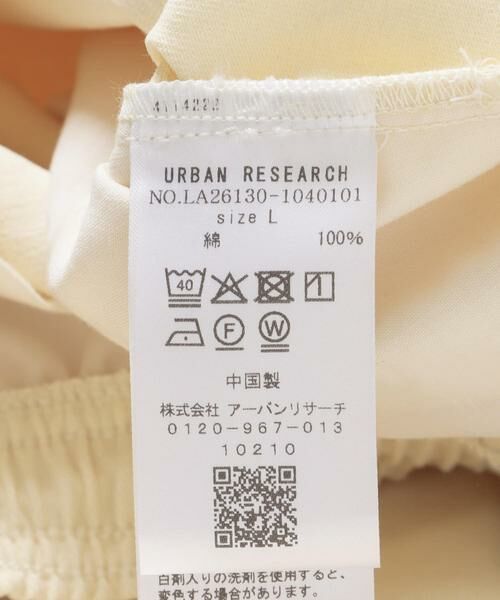 URBAN RESEARCH
NO.LA26130-1040101
size L
綿 100%
40
F W
中国製
株式会社 アーバンリサーチ
0120-967-013
10210
白剤入りの洗剤を使用すると、
変色する場合があります。